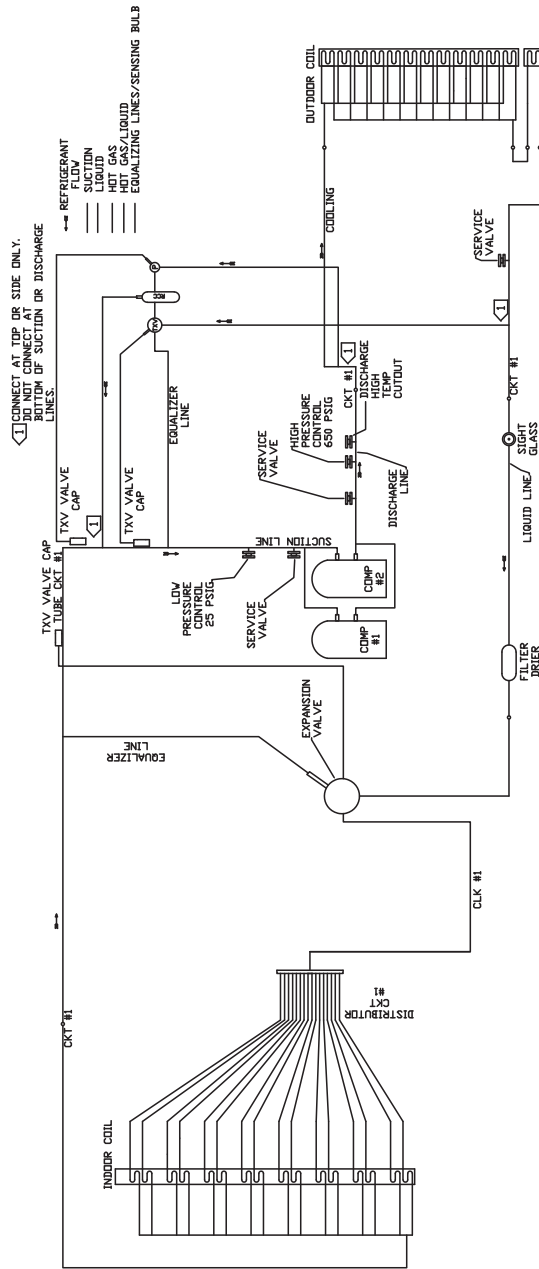 1
CONNECT AT TOP OR SIDE ONLY.
DO NOT CONNECT AT
BOTTOM OF SUCTION OR DISCHARGE
LINES.
REFRIGERANT
FLOW
SUCTION
LIQUID
HOT GAS
HOT GAS/LIQUID
EQUALIZING LINES/SENSING BULB
TXV VALVE CAP
TUBE CKT #1
TXV VALVE
CAP
1
TXV VALVE
CAP
EQUALIZER
LINE
TXV
RCC
P
CKT #1
INDOOR COIL
DISTRIBUTOR
CKT
#1
EQUALIZER
LINE
EXPANSION
VALVE
CLK #1
LOW
PRESSURE
CONTROL
25 PSIG
SERVICE
VALVE
SUCTION LINE
COMP
#1
COMP
#2
SERVICE
VALVE
HIGH
PRESSURE
CONTROL
650 PSIG
DISCHARGE
HIGH
TEMP
CUTOUT
DISCHARGE
LINE
CKT #1
1
COOLING
OUTDOOR COIL
FILTER
DRIER
LIQUID LINE
SIGHT
GLASS
CKT #1
1
SERVICE
VALVE